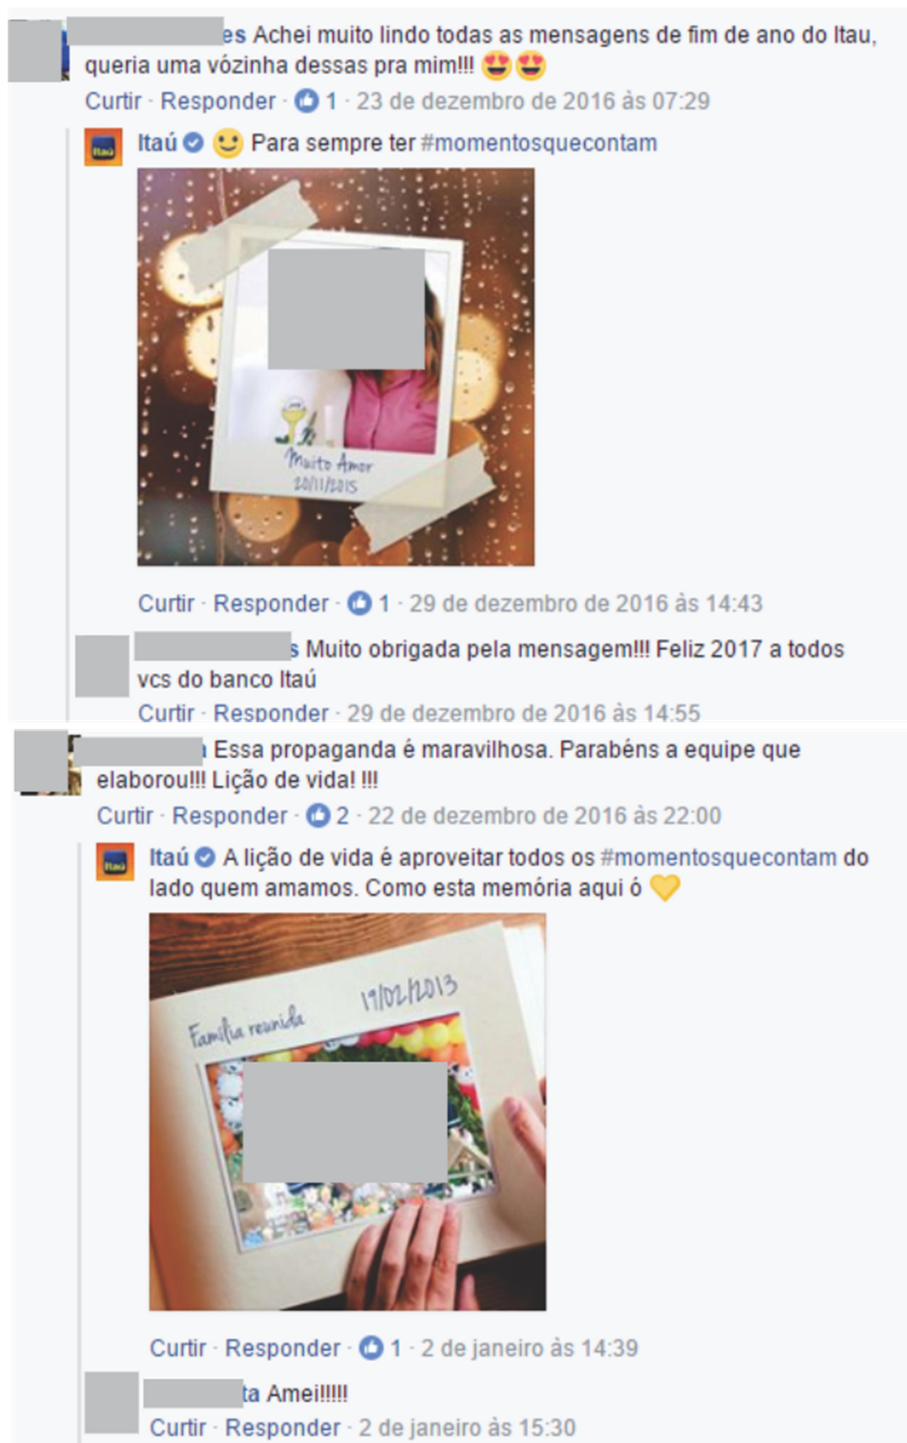 es Achei muito lindo todas as mensagens de fim de ano do Itau,
queria uma vózinha dessas pra mim!!! 😍😍
Curtir · Responder · 1 · 23 de dezembro de 2016 às 07:29
Itaú
Itaú 🙂 Para sempre ter #momentosquecontam
Muito Amor
20/11/2015
Curtir · Responder · 1 · 29 de dezembro de 2016 às 14:43
s Muito obrigada pela mensagem!!! Feliz 2017 a todos
vcs do banco Itaú
Curtir · Responder · 29 de dezembro de 2016 às 14:55
Essa propaganda é maravilhosa. Parabéns a equipe que
elaborou!!! Lição de vida! !!!
Curtir · Responder · 2 · 22 de dezembro de 2016 às 22:00
Itaú
Itaú A lição de vida é aproveitar todos os #momentosquecontam do
lado quem amamos. Como esta memória aqui ó 💛
Família reunida 19/02/2013
Curtir · Responder · 1 · 2 de janeiro às 14:39
ta Amei!!!!!
Curtir · Responder · 2 de janeiro às 15:30